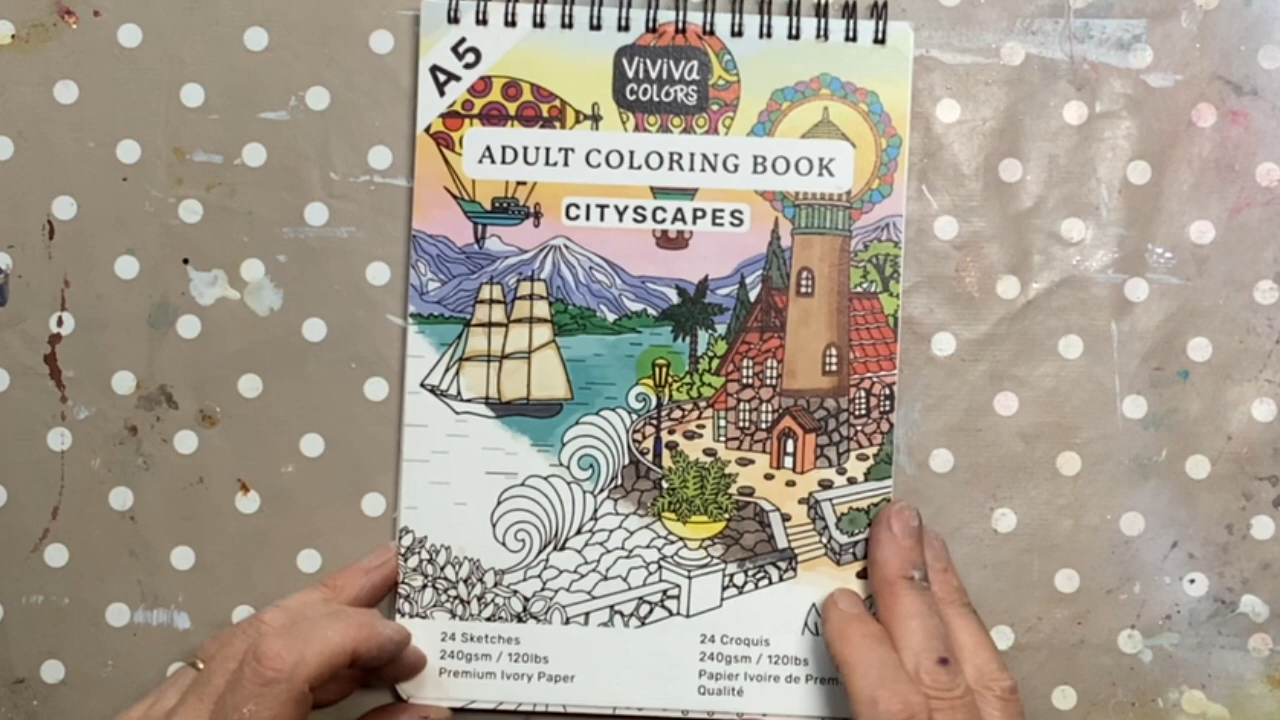 A5
ViViVA
COLORS
ADULT COLORING BOOK
CITYSCAPES
24 Sketches
240gsm / 120lbs
Premium Ivory Paper
24 Croquis
240gsm / 120lbs
Papier Ivoire de
Qualité